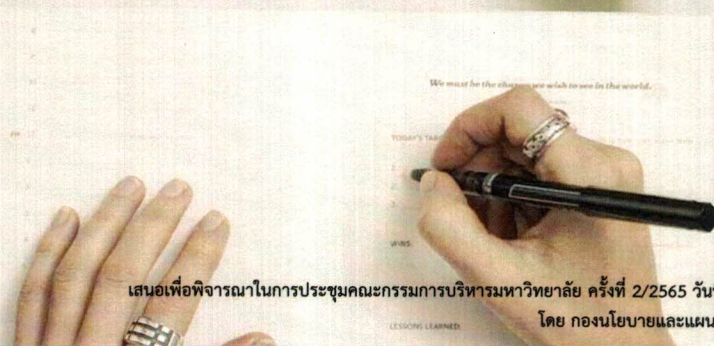 We must be the change we wish to see in the world.
TODAY'S
1.
2.
3.
WINS:
เสนอเพื่อพิจารณาในการประชุมคณะกรรมการบริหารมหาวิทยาลัย ครั้งที่ 2/2565
โดย กองนโยบายและแผน
LESSONS LEARNED: